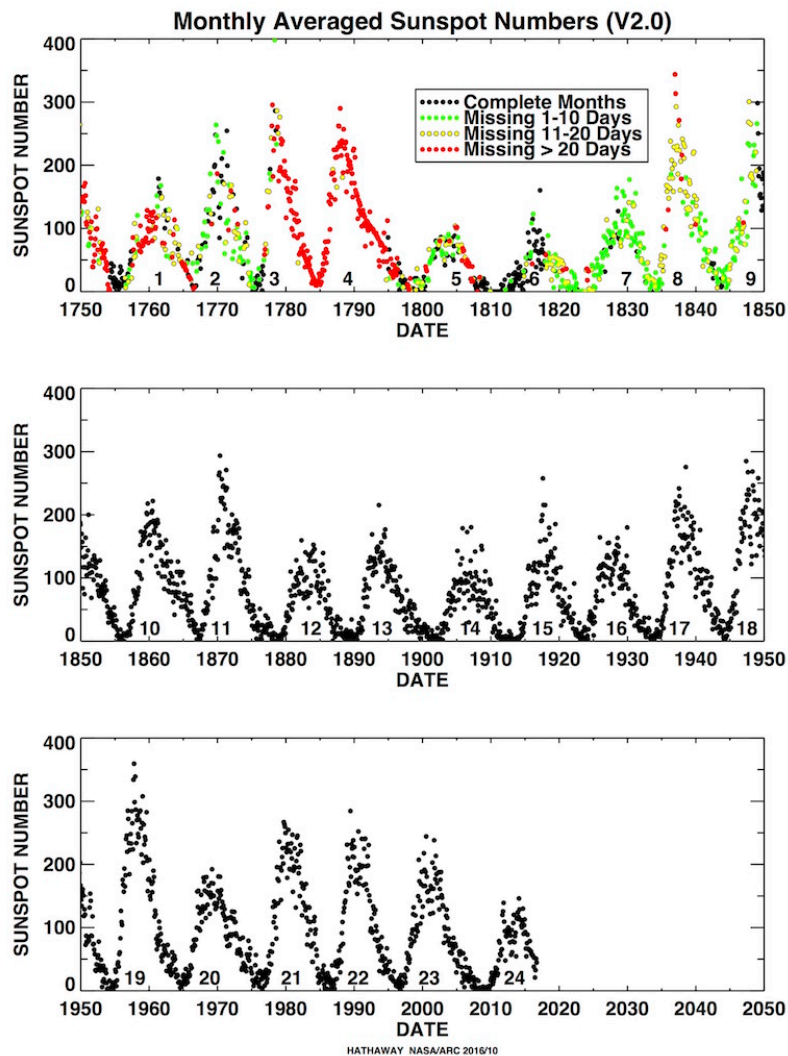 Monthly Averaged Sunspot Numbers (V2.0)
SUNSPOT NUMBER
400
300
200
100
0
Complete Months
Missing 1-10 Days
Missing 11-20 Days
Missing > 20 Days
1 2 3 4 5 6 7 8 9
1750 1760 1770 1780 1790 1800 1810 1820 1830 1840 1850
DATE
SUNSPOT NUMBER
400
300
200
100
0
10 11 12 13 14 15 16 17 18
1850 1860 1870 1880 1890 1900 1910 1920 1930 1940 1950
DATE
SUNSPOT NUMBER
400
300
200
100
0
19 20 21 22 23 24
1950 1960 1970 1980 1990 2000 2010 2020 2030 2040 2050
DATE
HATHAWAY NASA/ARC 2016/10